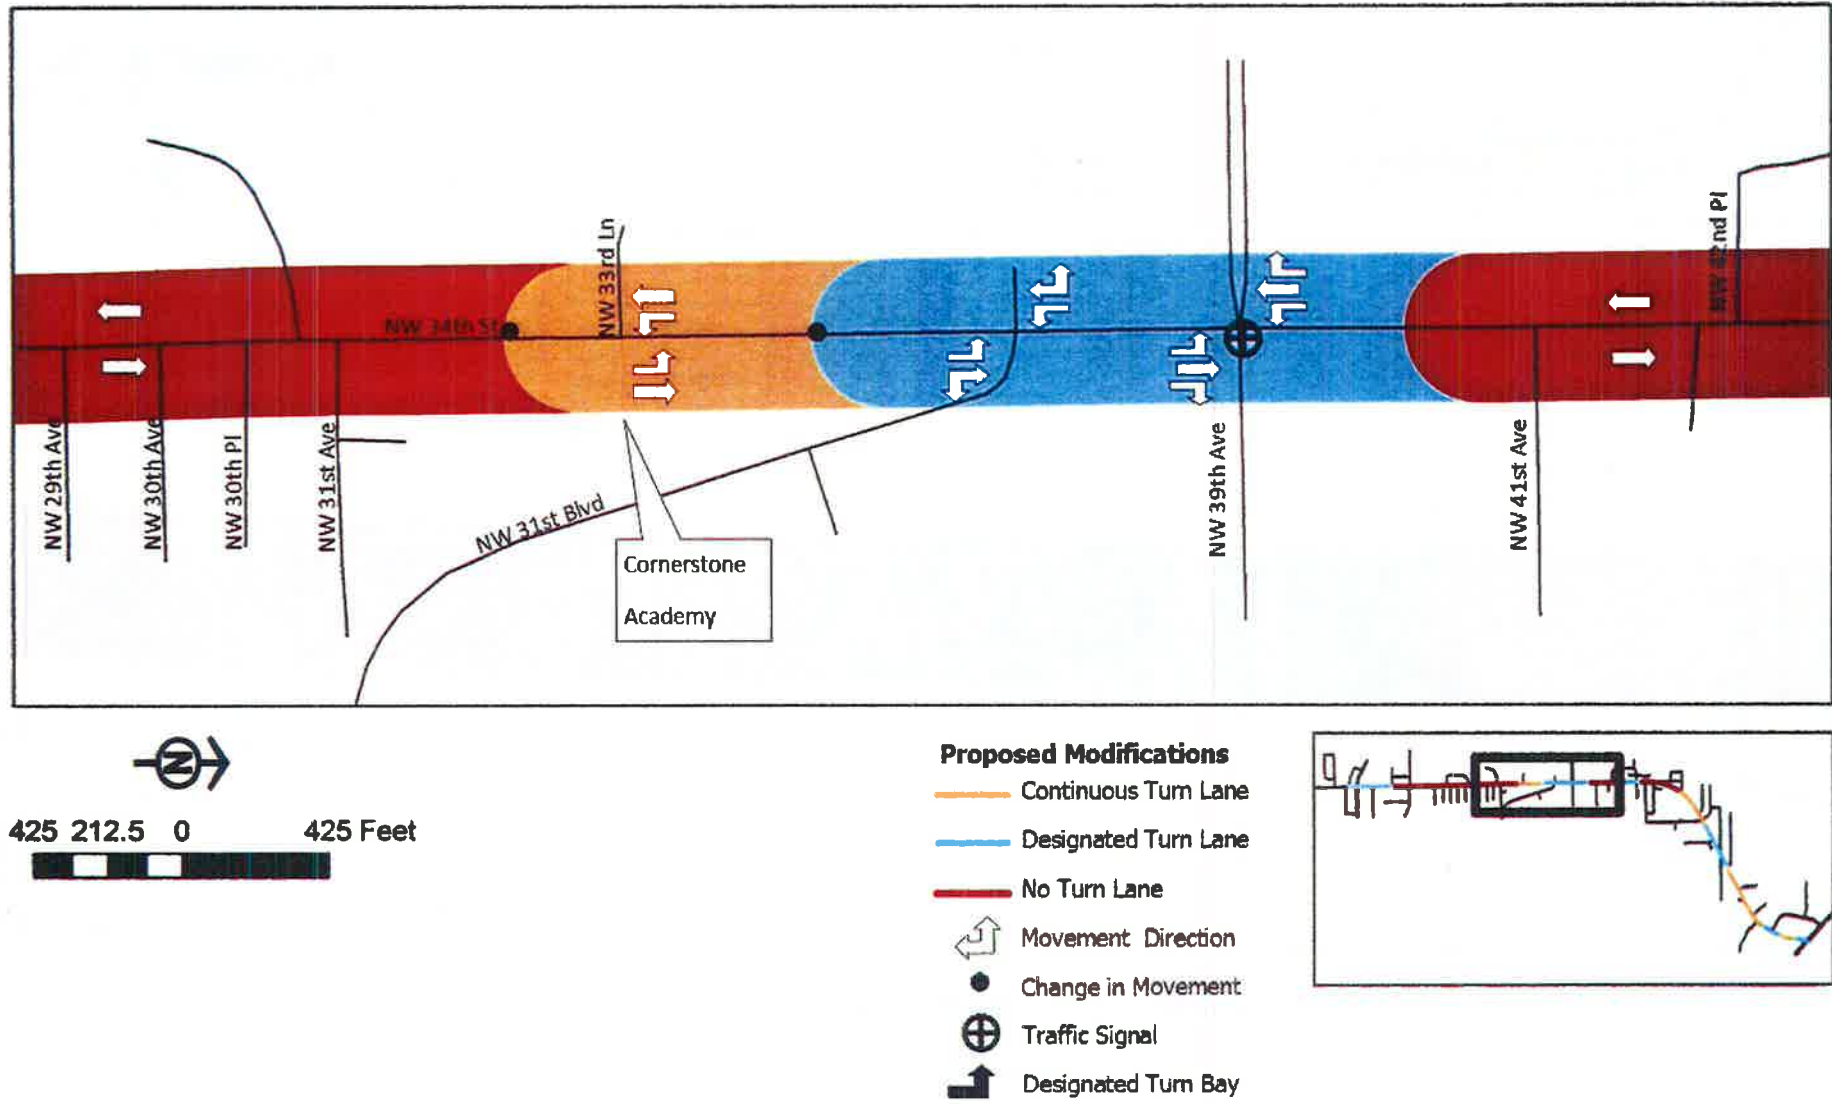 NW 33rd Ln
NW 42nd Pl
NW 34th St
NW 29th Ave
NW 30th Ave
NW 30th Pl
NW 31st Ave
NW 31st Blvd
NW 39th Ave
NW 41st Ave
Cornerstone
Academy
N
425 212.5 0 425 Feet
Proposed Modifications
Continuous Turn Lane
Designated Turn Lane
No Turn Lane
Movement Direction
Change in Movement
Traffic Signal
Designated Turn Bay